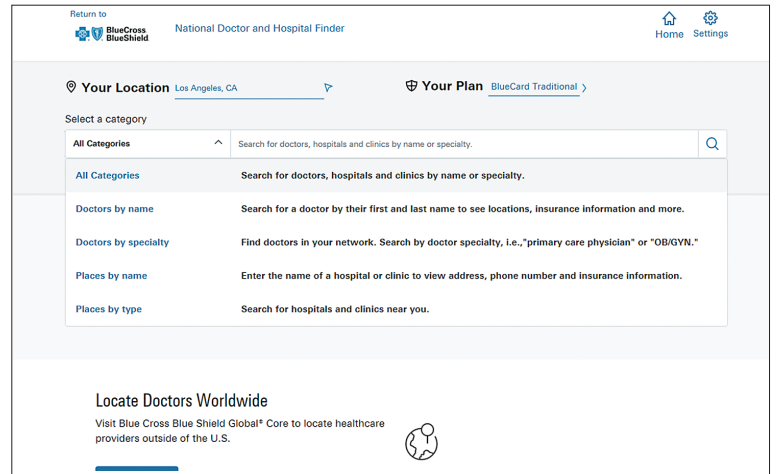 Return to
BlueCross
BlueShield
National Doctor and Hospital Finder
Home
Settings
Your Location Los Angeles, CA
Your Plan BlueCard Traditional
Select a category
All Categories
Search for doctors, hospitals and clinics by name or specialty.
All Categories Search for doctors, hospitals and clinics by name or specialty.
Doctors by name Search for a doctor by their first and last name to see locations, insurance information and more.
Doctors by specialty Find doctors in your network. Search by doctor specialty, i.e.,"primary care physician" or "OB/GYN."
Places by name Enter the name of a hospital or clinic to view address, phone number and insurance information.
Places by type Search for hospitals and clinics near you.
Locate Doctors Worldwide
Visit Blue Cross Blue Shield Global® Core to locate healthcare
providers outside of the U.S.